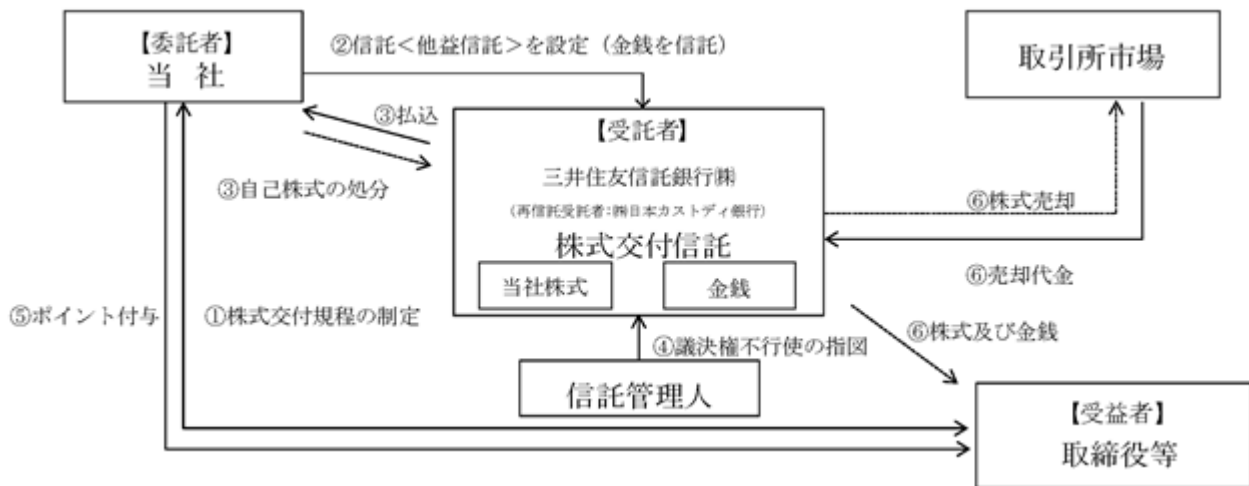 【委託者】
当 社
②信託<他益信託>を設定（金銭を信託）
取引所市場
③払込
③自己株式の処分
【受託者】
三井住友信託銀行㈱
（再信託受託者：㈱日本カストディ銀行）
株式交付信託
当社株式
金銭
⑥株式売却
⑥売却代金
⑤ポイント付与
①株式交付規程の制定
④議決権不行使の指図
⑥株式及び金銭
信託管理人
【受益者】
取締役等